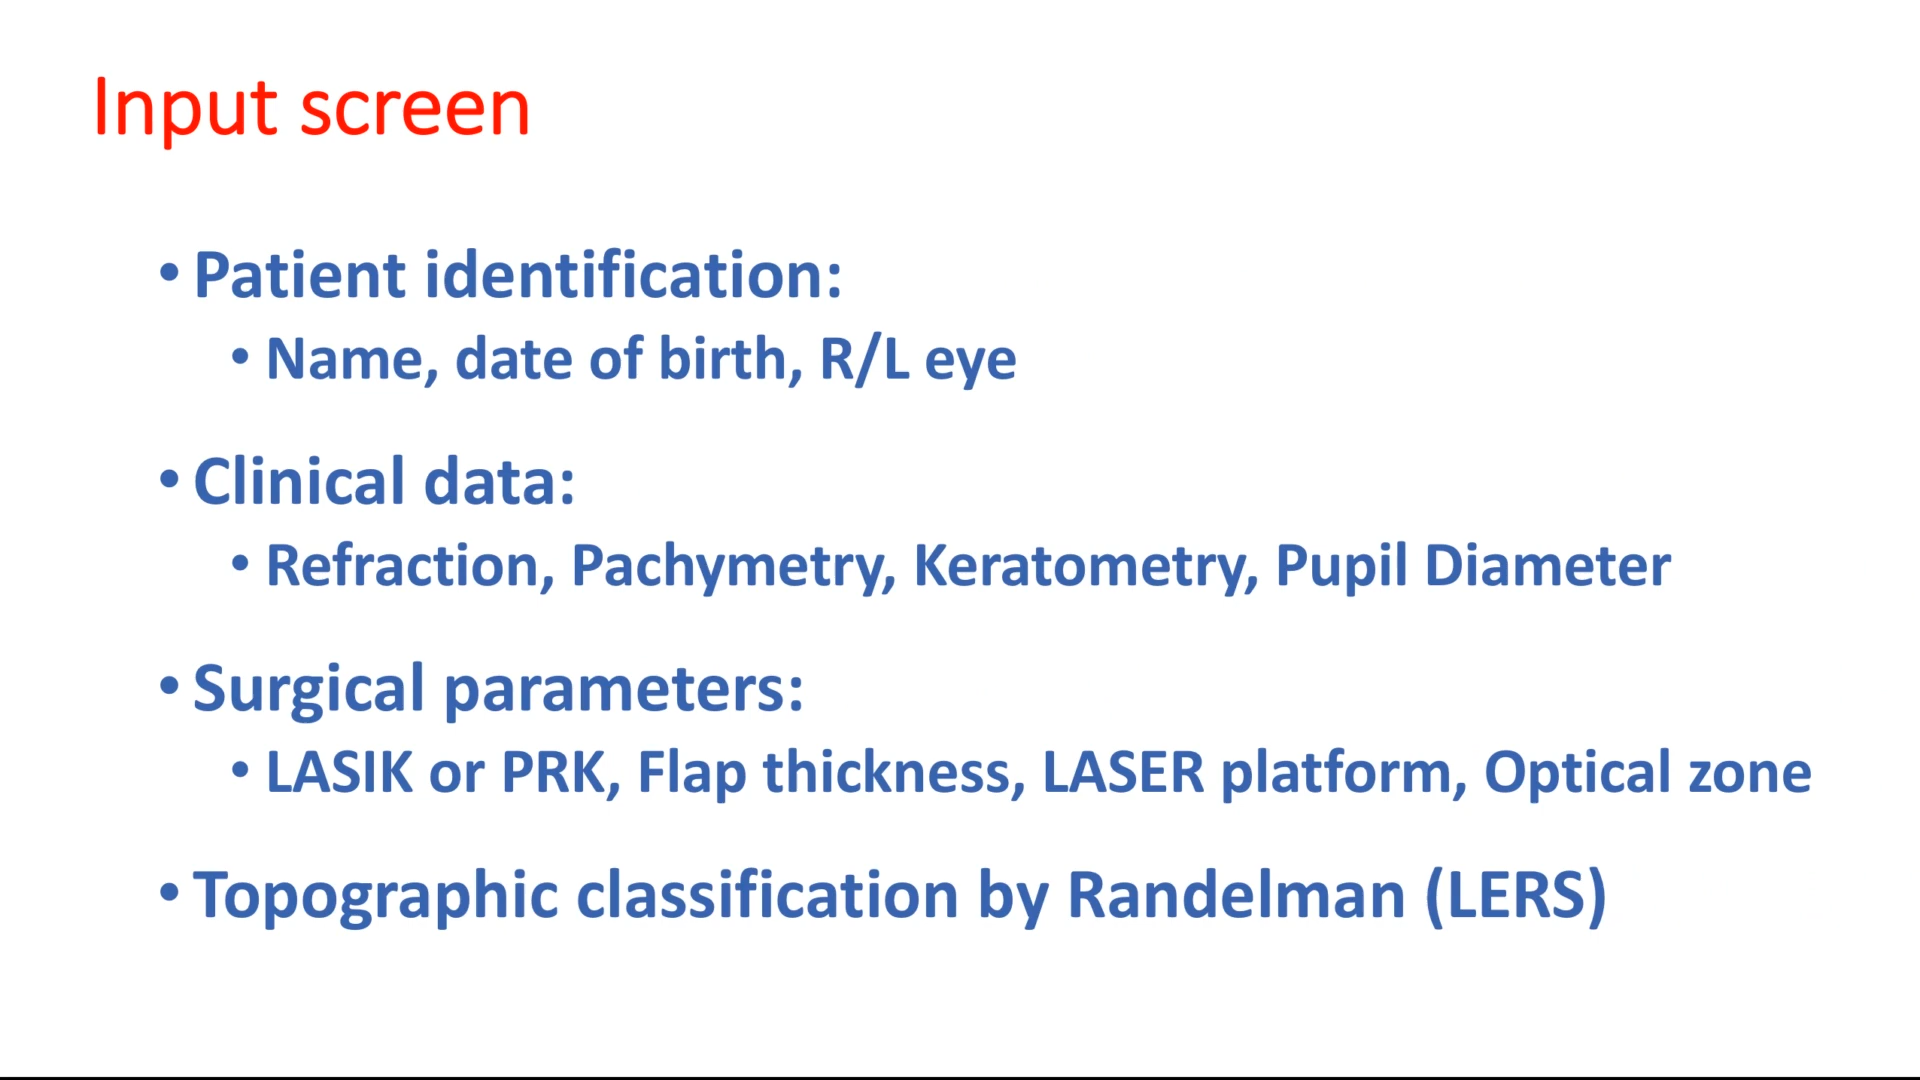 Input screen
• Patient identification:
• Name, date of birth, R/L eye
• Clinical data:
• Refraction, Pachymetry, Keratometry, Pupil Diameter
• Surgical parameters:
• LASIK or PRK, Flap thickness, LASER platform, Optical zone
• Topographic classification by Randelman (LERS)